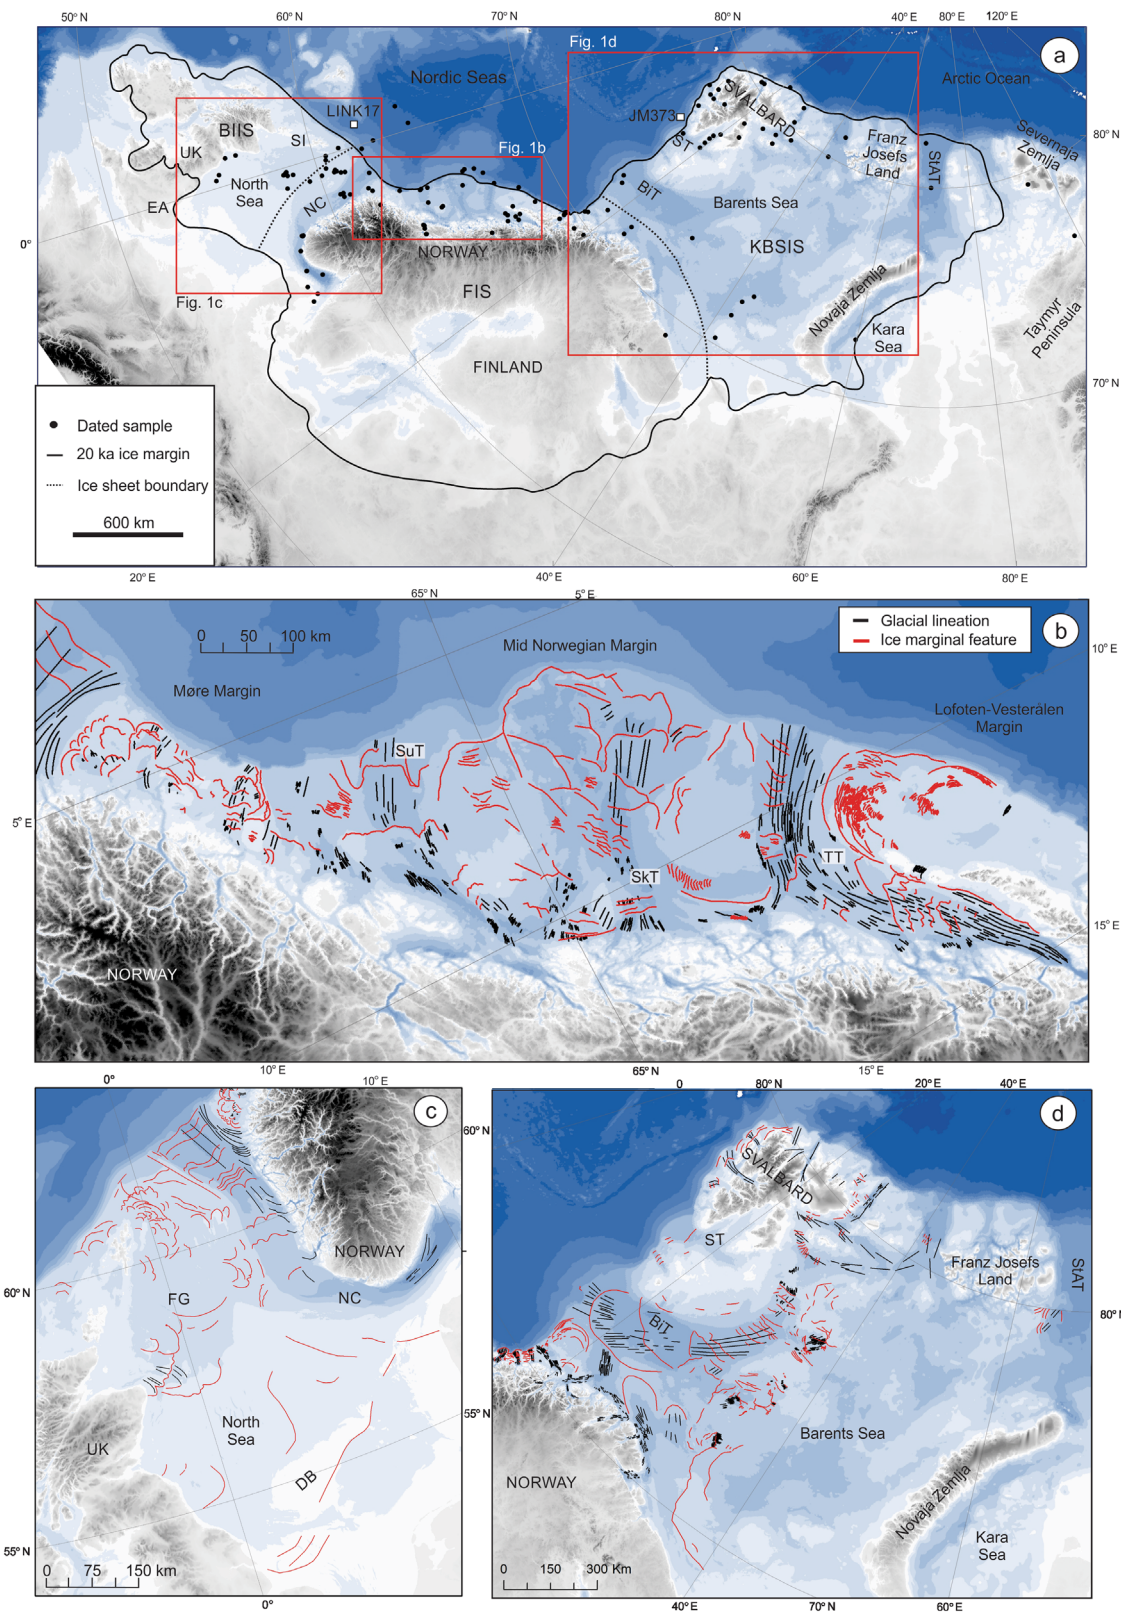 50° N
60° N
70° N
80° N
40° E
80° E
120° E
Fig. 1d
a
Nordic Seas
Arctic Ocean
LINK17
SVALBARD
JM373
BIIS
SI
Fig. 1b
ST
Franz
Josefs
Land
Severnaja
Zemlja
80° N
UK
StAT
North
Sea
NC
BiT
Barents Sea
EA
0°
NORWAY
KBSIS
Fig. 1c
FIS
Novaja Zemlja
Kara
Sea
Taymyr
Peninsula
FINLAND
70° N
Dated sample
20 ka ice margin
Ice sheet boundary
600 km
20° E
40° E
60° E
80° E
65° N
5° E
Glacial lineation
Ice marginal feature
b
0 50 100 km
Mid Norwegian Margin
10° E
Møre Margin
Lofoten-Vesterålen
Margin
SuT
5° E
TT
SkT
15° E
NORWAY
65° N
15° E
0°
10° E
10° E
c
60° N
NORWAY
FG
NC
60° N
North
Sea
55° N
UK
DB
55° N
0 75 150 km
0°
0
80° N
20° E
40° E
d
SVALBARD
ST
Franz Josefs
Land
StAT
80° N
BiT
Barents Sea
NORWAY
Novaja Zemlja
Kara
Sea
0 150 300 Km
40° E
70° N
60° E